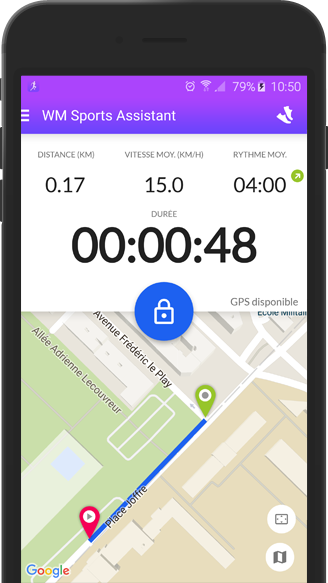 79% 10:50
WM Sports Assistant
DISTANCE (KM) VITESSE MOY. (KM/H) RYTHME MOY.
0.17 15.0 04:00
DURÉE
00:00:48
GPS disponible
École Militai
Avenue Frédéric le Play
Allée Adrienne Lecouvreur
Place Joffre
Google